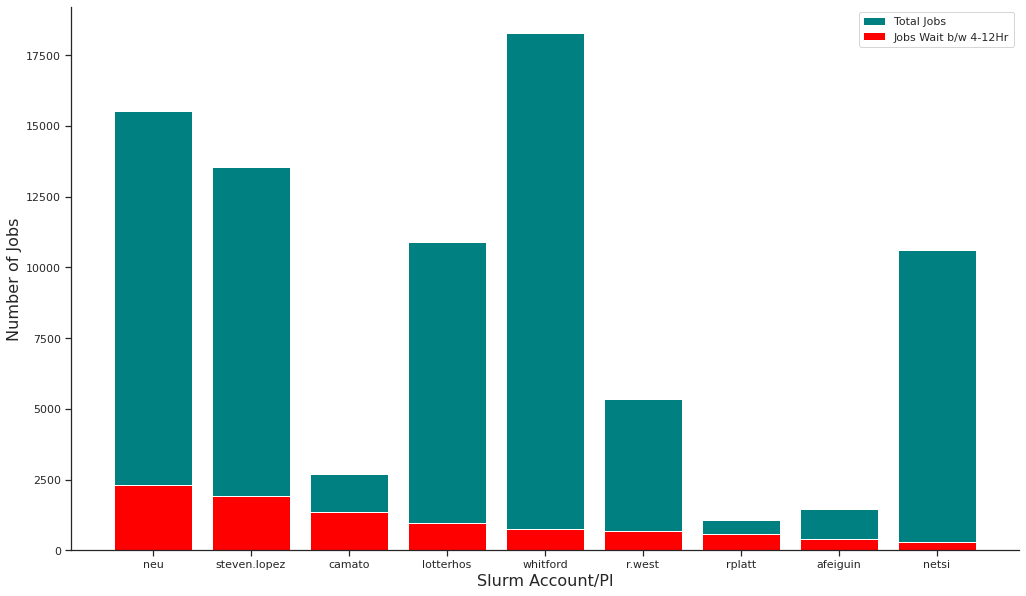 Total Jobs
Jobs Wait b/w 4-12Hr
17500
15000
12500
10000
7500
5000
2500
0
Number of Jobs
neu steven.lopez camato lotterhos whitford r.west rplatt afeiguin netsi
Slurm Account/PI